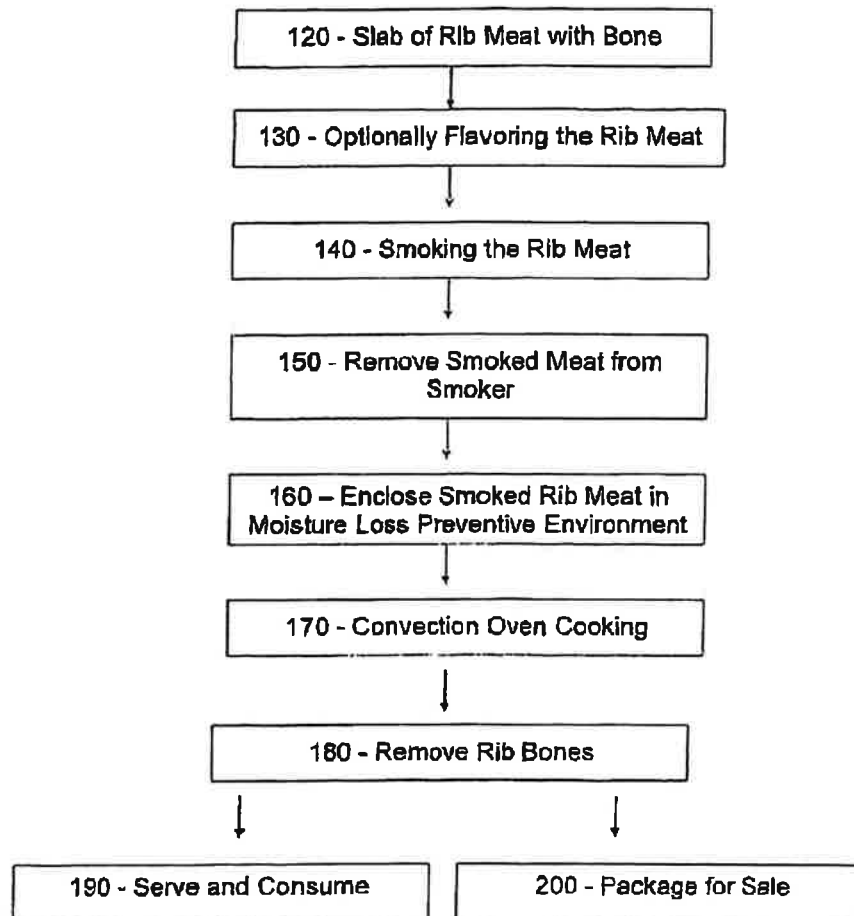 120 - Slab of Rib Meat with Bone
130 - Optionally Flavoring the Rib Meat
140 - Smoking the Rib Meat
150 - Remove Smoked Meat from
Smoker
160 – Enclose Smoked Rib Meat in
Moisture Loss Preventive Environment
170 - Convection Oven Cooking
180 - Remove Rib Bones
190 - Serve and Consume
200 - Package for Sale